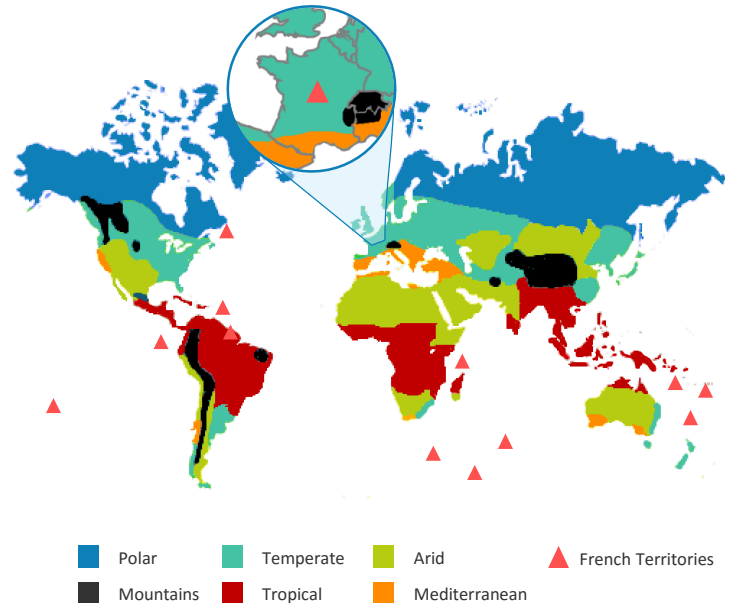 Polar
Temperate
Arid
French Territories
Mountains
Tropical
Mediterranean